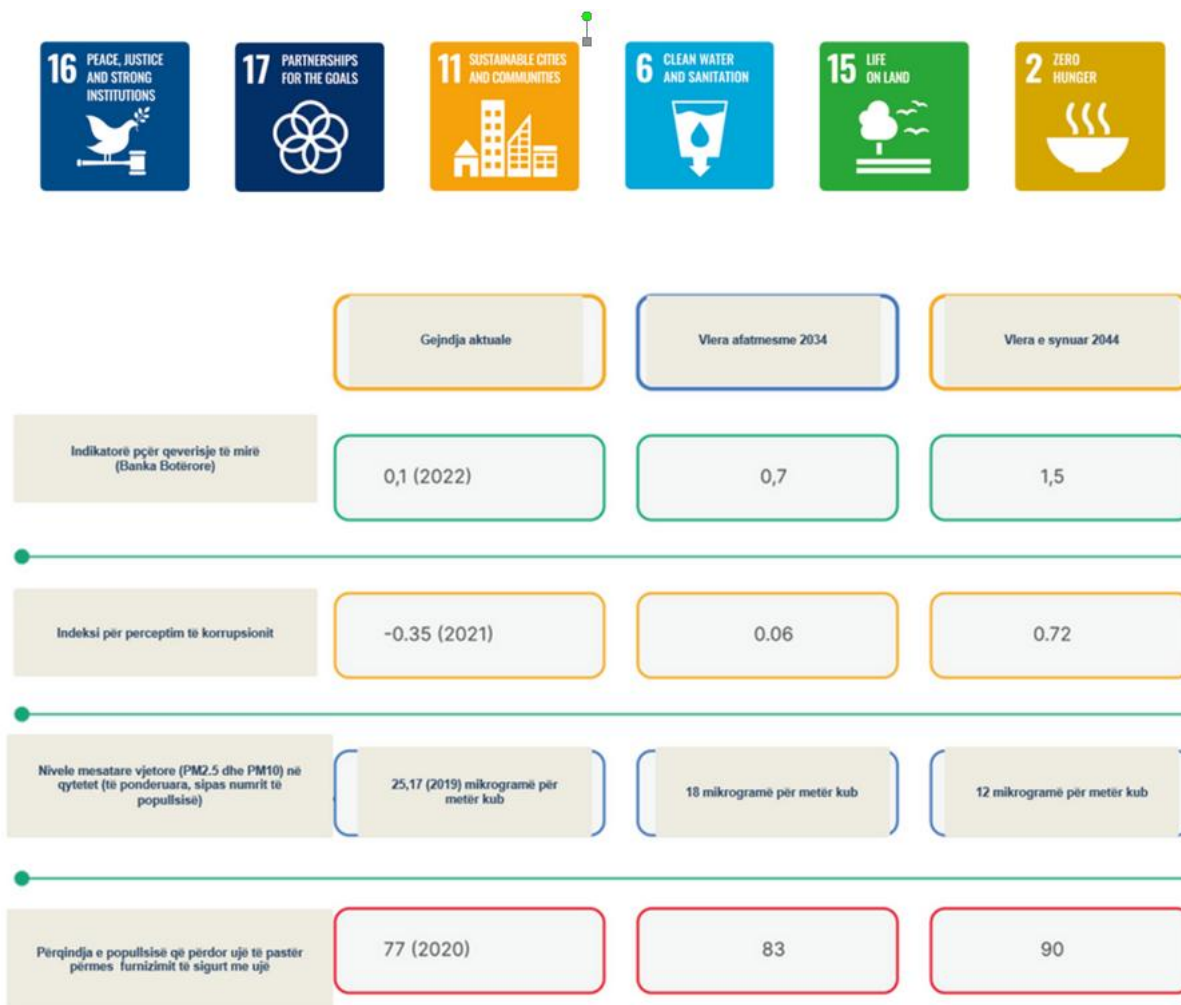 16 PEACE, JUSTICE
AND STRONG
INSTITUTIONS
17 PARTNERSHIPS
FOR THE GOALS
11 SUSTAINABLE CITIES
AND COMMUNITIES
6 CLEAN WATER
AND SANITATION
15 LIFE
ON LAND
2 ZERO
HUNGER
Gejndja aktuale
Vlera afatmesme 2034
Vlera e synuar 2044
Indikatorë pçër qeverisje të mirë
(Banka Botërore)
0,1 (2022)
0,7
1,5
Indeksi për perceptim të korrupsionit
-0.35 (2021)
0.06
0.72
Nivele mesatare vjetore (PM2.5 dhe PM10) në
qytetet (të ponderuara, sipas numrit të
popullsisë)
25,17 (2019) mikrogramë për
metër kub
18 mikrogramë për metër kub
12 mikrogramë për metër kub
Përqindja e popullsisë që përdor ujë të pastër
përmes furnizimit të sigurt me ujë
77 (2020)
83
90